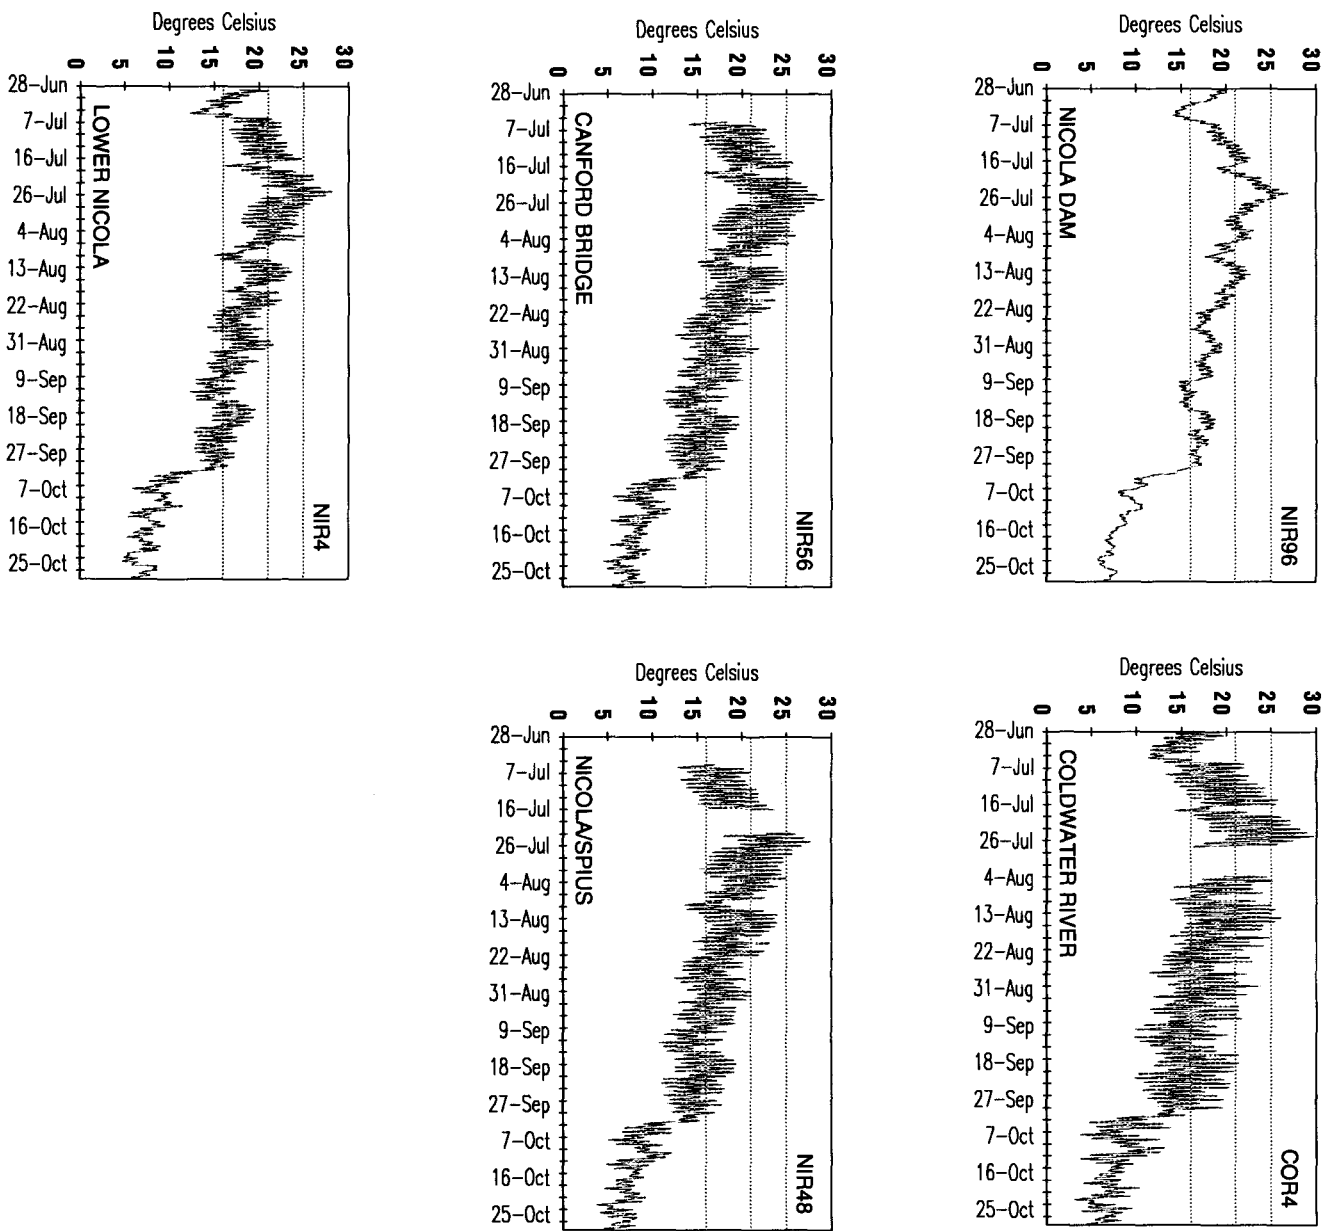 Degrees Celsius
0 5 10 15 20 25 30
28-Jun
7-Jul
16-Jul
26-Jul
4-Aug
13-Aug
22-Aug
31-Aug
9-Sep
18-Sep
27-Sep
7-Oct
16-Oct
25-Oct
NICOLA DAM
NIR96
Degrees Celsius
0 5 10 15 20 25 30
28-Jun
7-Jul
16-Jul
26-Jul
4-Aug
13-Aug
22-Aug
31-Aug
9-Sep
18-Sep
27-Sep
7-Oct
16-Oct
25-Oct
COLDWATER RIVER
COR4
Degrees Celsius
0 5 10 15 20 25 30
28-Jun
7-Jul
16-Jul
26-Jul
4-Aug
13-Aug
22-Aug
31-Aug
9-Sep
18-Sep
27-Sep
7-Oct
16-Oct
25-Oct
CANFORD BRIDGE
NIR56
Degrees Celsius
0 5 10 15 20 25 30
28-Jun
7-Jul
16-Jul
26-Jul
4-Aug
13-Aug
22-Aug
31-Aug
9-Sep
18-Sep
27-Sep
7-Oct
16-Oct
25-Oct
NICOLA/SPIUS
NIR48
Degrees Celsius
0 5 10 15 20 25 30
28-Jun
7-Jul
16-Jul
26-Jul
4-Aug
13-Aug
22-Aug
31-Aug
9-Sep
18-Sep
27-Sep
7-Oct
16-Oct
25-Oct
LOWER NICOLA
NIR4